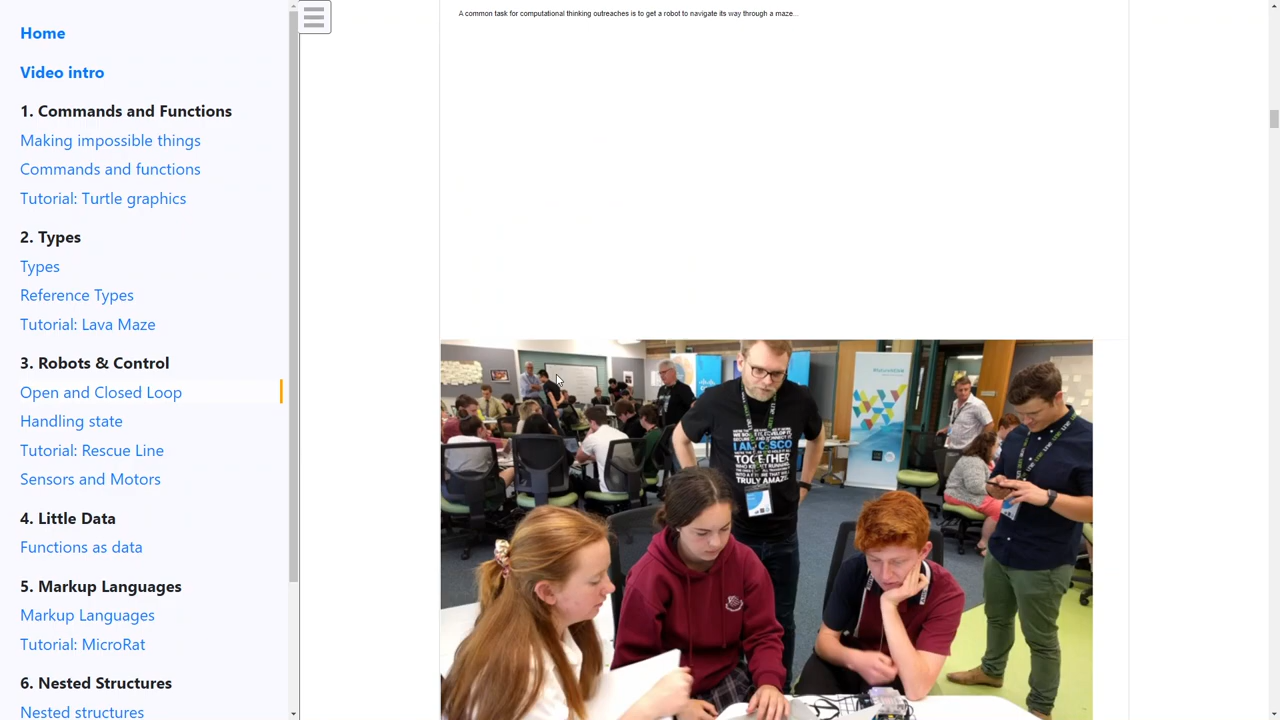 Home
Video intro
1. Commands and Functions
Making impossible things
Commands and functions
Tutorial: Turtle graphics
2. Types
Types
Reference Types
Tutorial: Lava Maze
3. Robots & Control
Open and Closed Loop
Handling state
Tutorial: Rescue Line
Sensors and Motors
4. Little Data
Functions as data
5. Markup Languages
Markup Languages
Tutorial: MicroRat
6. Nested Structures
Nested structures
A common task for computational thinking outreaches is to get a robot to navigate its way through a maze...
I AM CISCO
TOGETHER
TRULY AMAZE